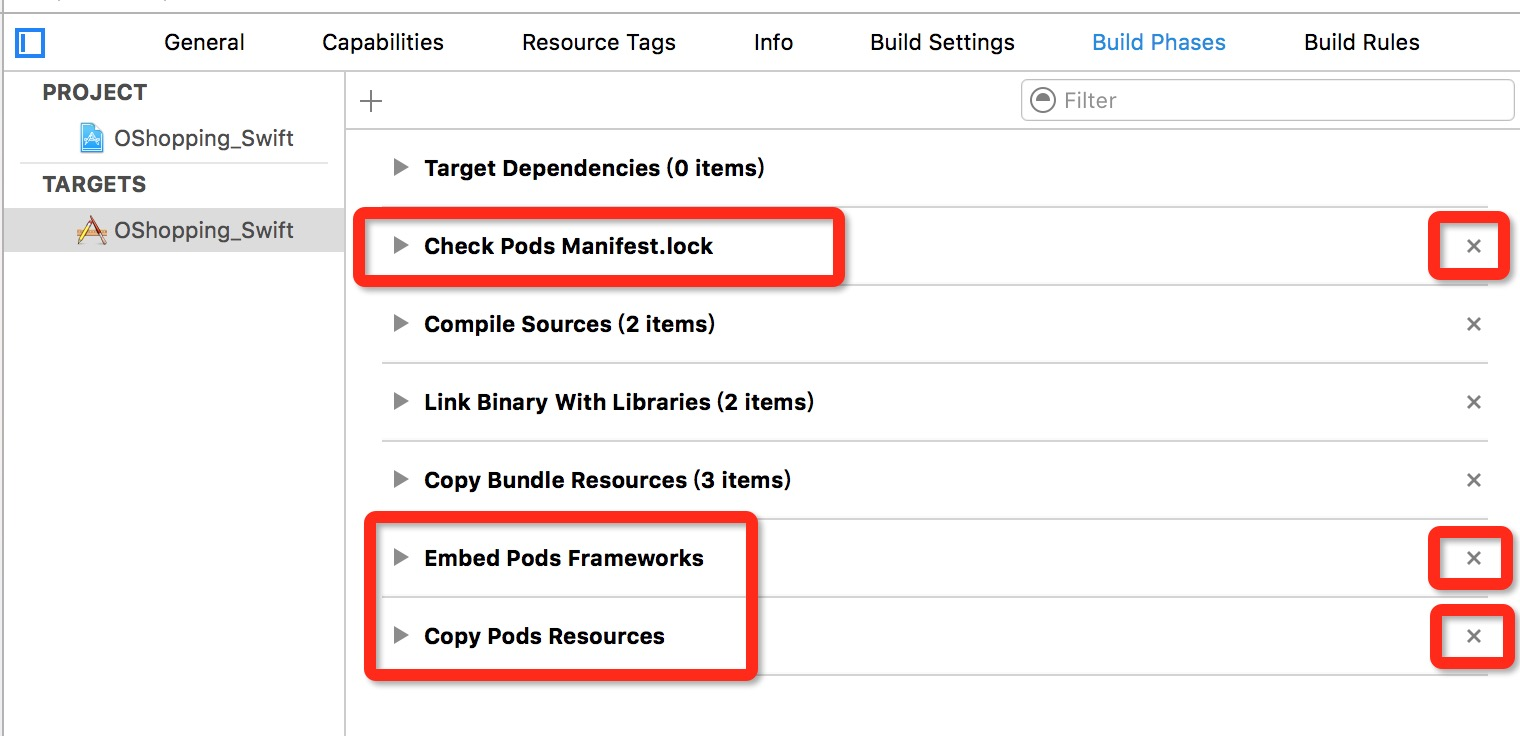 General Capabilities Resource Tags Info Build Settings Build Phases Build Rules
PROJECT
OShopping_Swift
TARGETS
OShopping_Swift
Filter
Target Dependencies (0 items)
Check Pods Manifest.lock
Compile Sources (2 items)
Link Binary With Libraries (2 items)
Copy Bundle Resources (3 items)
Embed Pods Frameworks
Copy Pods Resources